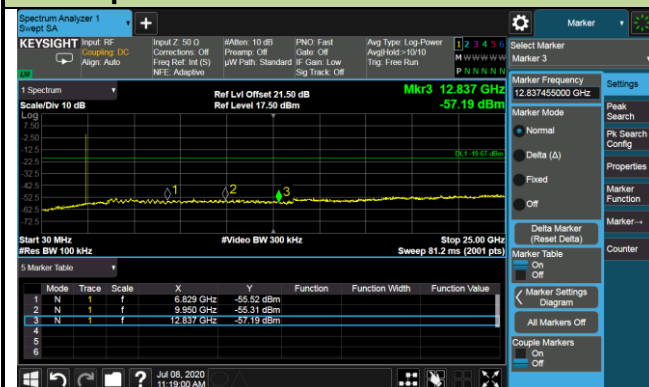 Spectrum Analyzer 1
Swept SA
+
Marker
KEYSIGHT
Input: RF
Coupling: DC
Align: Auto
LXI
Input Z: 50 Ω
Corrections: Off
Freq Ref: Int (S)
NFE: Adaptive
#Atten: 10 dB
Preamp: Off
µW Path: Standard
PNO: Fast
Gate: Off
IF Gain: Low
Sig Track: Off
Avg Type: Log-Power
Avg|Hold:>10/10
Trig: Free Run
1 2 3 4 5 6
M W W W W W
P N N N N N
Select Marker
Marker 3
1 Spectrum
Scale/Div 10 dB
Log
Ref Lvl Offset 21.50 dB
Ref Level 17.50 dBm
Mkr3 12.837 GHz
-57.19 dBm
7.50
-2.50
-12.5
-22.5
-32.5
-42.5
-52.5
-62.5
-72.5
DL1 -19.67 dBm
1
2
3
Start 30 MHz
#Res BW 100 kHz
#Video BW 300 kHz
Stop 25.00 GHz
Sweep 81.2 ms (2001 pts)
5 Marker Table
Mode Trace Scale X Y Function Function Width Function Value
1 N 1 f 6.829 GHz -55.52 dBm
2 N 1 f 9.950 GHz -55.31 dBm
3 N 1 f 12.837 GHz -57.19 dBm
4
5
6
Marker Frequency
12.837455000 GHz
Marker Mode
Normal
Delta (Δ)
Fixed
Off
Delta Marker
(Reset Delta)
Marker Table
On
Off
Marker Settings
Diagram
All Markers Off
Couple Markers
On
Off
Settings
Peak
Search
Pk Search
Config
Properties
Marker
Function
Marker→
Counter
?
Jul 08, 2020
11:19:00 AM